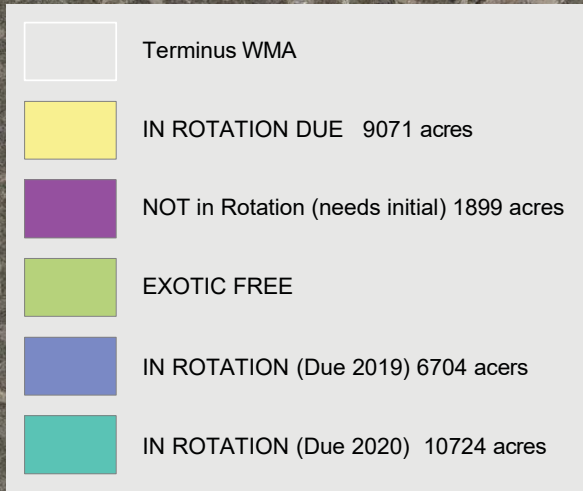 Terminus WMA
IN ROTATION DUE 9071 acres
NOT in Rotation (needs initial) 1899 acres
EXOTIC FREE
IN ROTATION (Due 2019) 6704 acers
IN ROTATION (Due 2020) 10724 acres